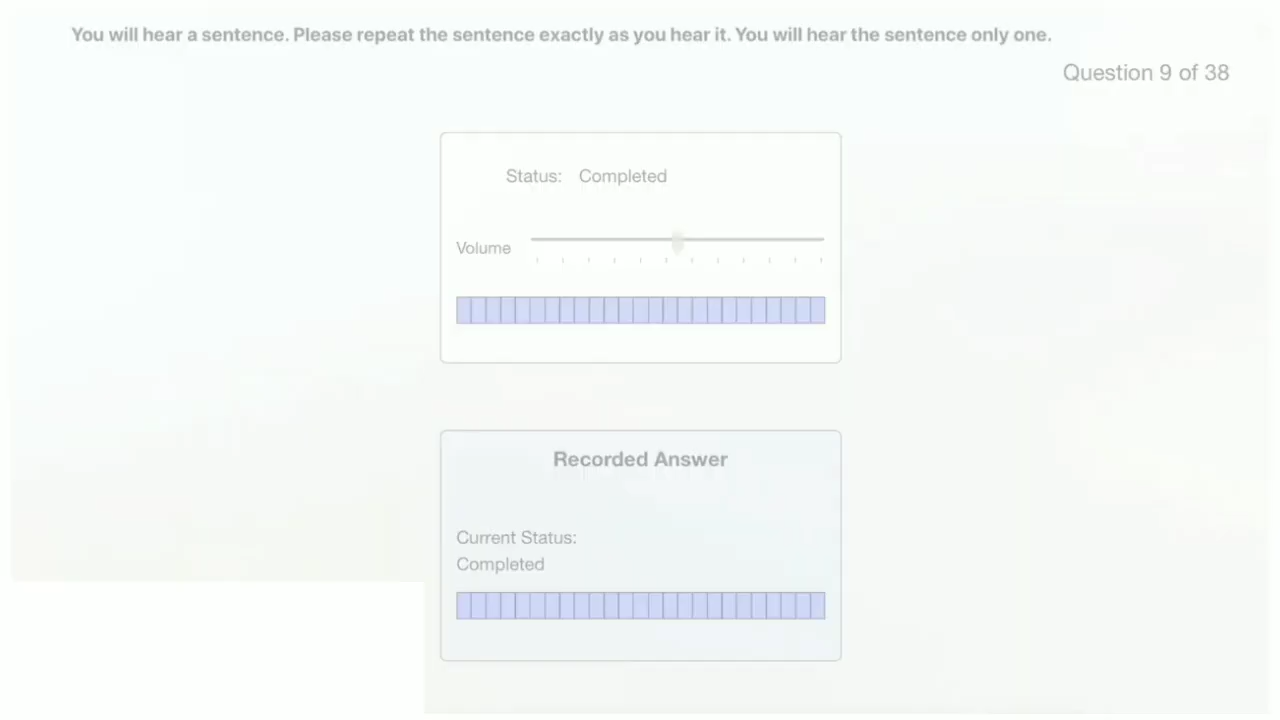 You will hear a sentence. Please repeat the sentence exactly as you hear it. You will hear the sentence only one.
Question 9 of 38
Status: Completed
Volume
Recorded Answer
Current Status:
Completed